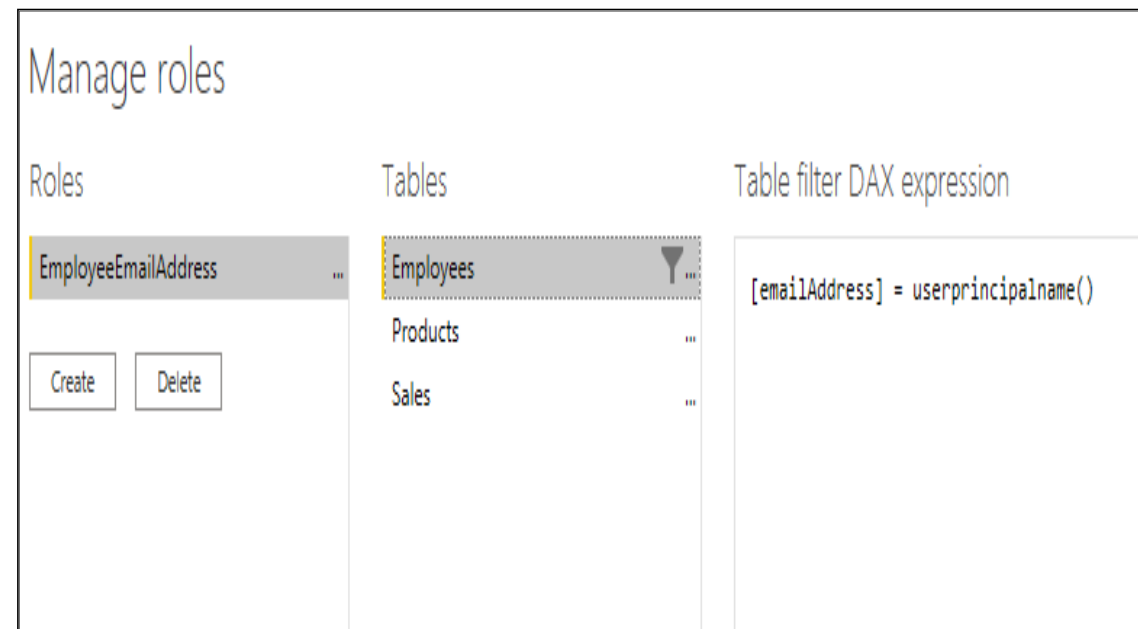 Manage roles
Roles
Tables
Table filter DAX expression
EmployeeEmailAddress ...
Employees ...
[emailAddress] = userprincipalname()
Products ...
Create
Delete
Sales ...